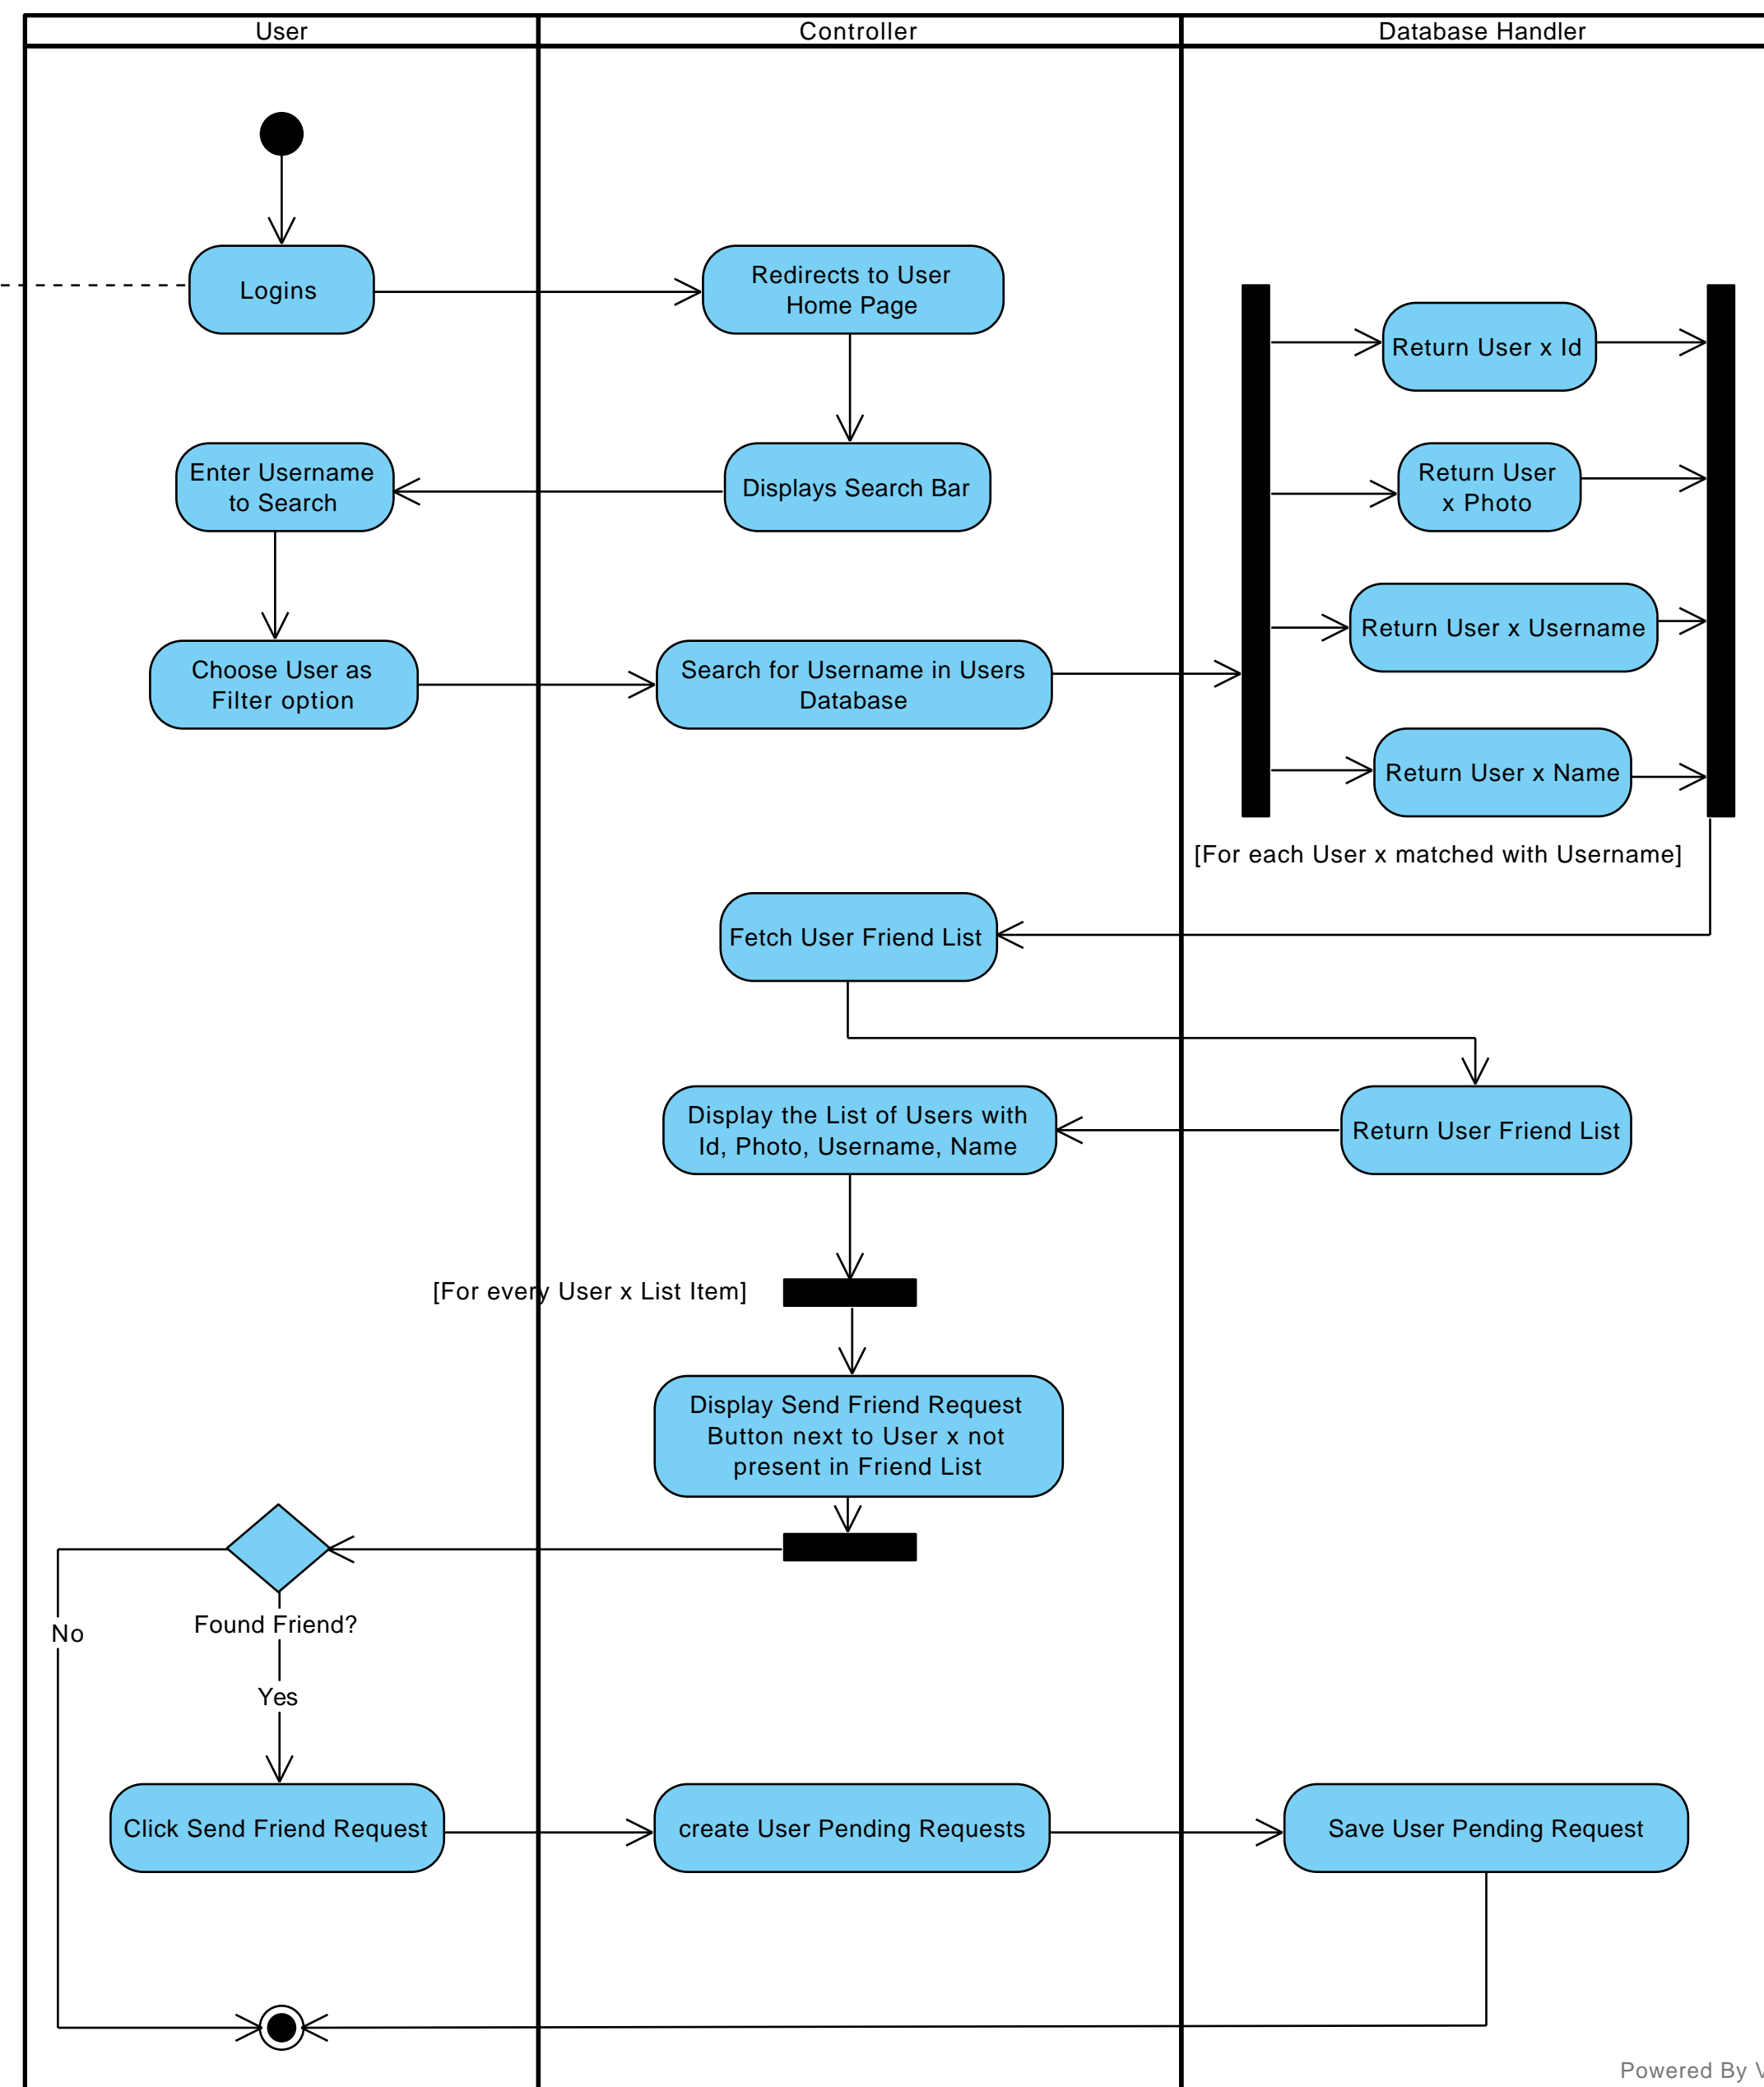 User
Controller
Database Handler
Logins
Redirects to User
Home Page
Return User x Id
Enter Username
to Search
Displays Search Bar
Return User
x Photo
Return User x Username
Choose User as
Filter option
Search for Username in Users
Database
Return User x Name
[For each User x matched with Username]
Fetch User Friend List
Display the List of Users with
Id, Photo, Username, Name
Return User Friend List
[For every User x List Item]
Display Send Friend Request
Button next to User x not
present in Friend List
Found Friend?
No
Yes
Click Send Friend Request
create User Pending Requests
Save User Pending Request
Powered By V